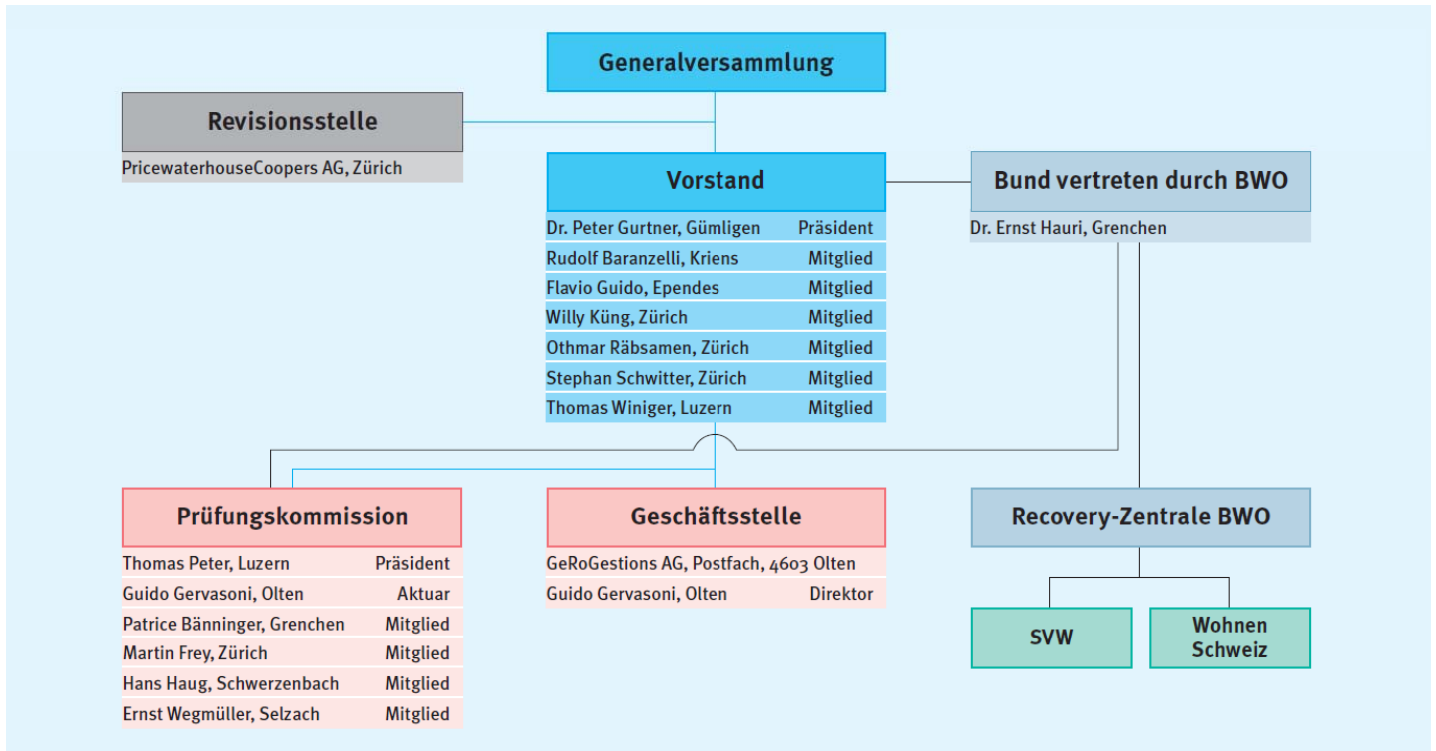 Generalversammlung
Revisionsstelle
PricewaterhouseCoopers AG, Zürich
Vorstand
Dr. Peter Gurtner, Gümligen Präsident
Rudolf Baranzelli, Kriens Mitglied
Flavio Guido, Ependes Mitglied
Willy Küng, Zürich Mitglied
Othmar Räbsamen, Zürich Mitglied
Stephan Schwitter, Zürich Mitglied
Thomas Winiger, Luzern Mitglied
Bund vertreten durch BWO
Dr. Ernst Hauri, Grenchen
Prüfungskommission
Thomas Peter, Luzern Präsident
Guido Gervasoni, Olten Aktuar
Patrice Bänninger, Grenchen Mitglied
Martin Frey, Zürich Mitglied
Hans Haug, Schwerzenbach Mitglied
Ernst Wegmüller, Selzach Mitglied
Geschäftsstelle
GeRoGestions AG, Postfach, 4603 Olten
Guido Gervasoni, Olten Direktor
Recovery-Zentrale BWO
SVW
Wohnen
Schweiz